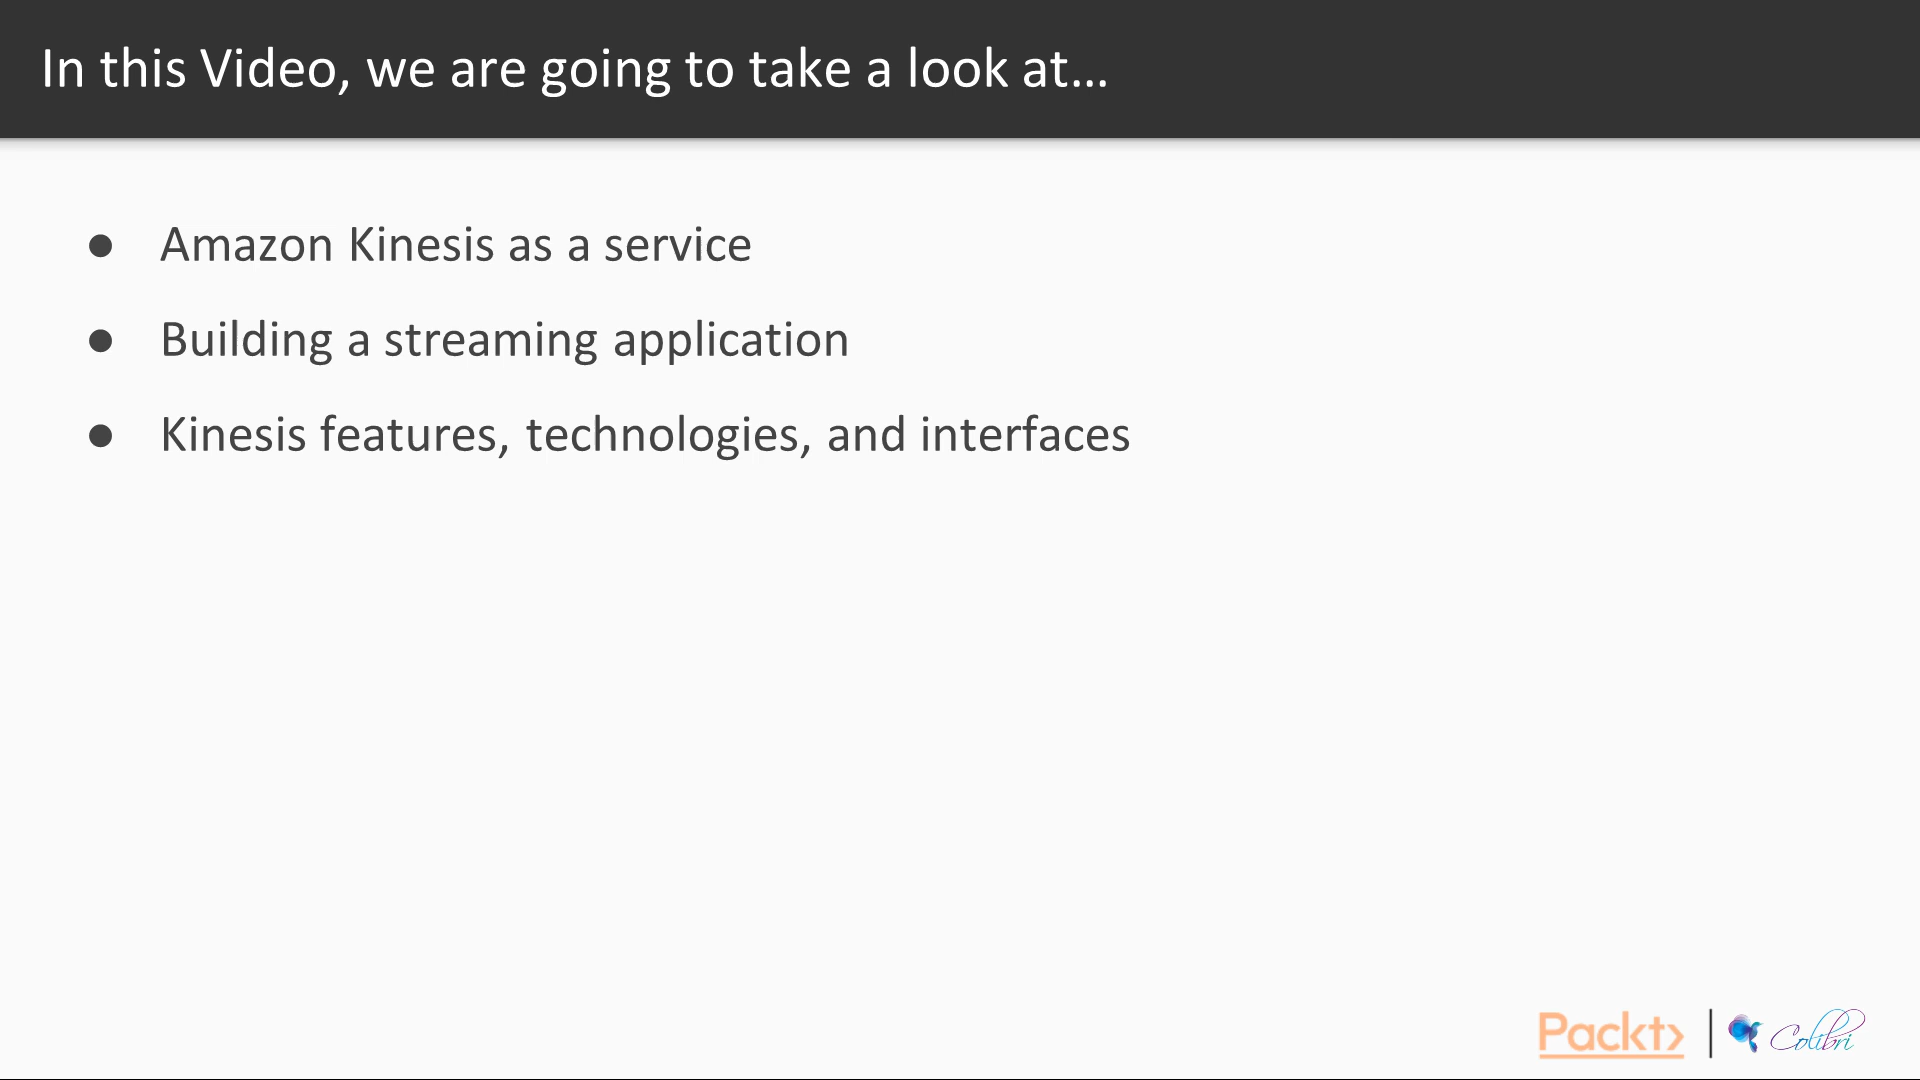 In this Video, we are going to take a look at...
● Amazon Kinesis as a service
● Building a streaming application
● Kinesis features, technologies, and interfaces
Packt> | Colibri